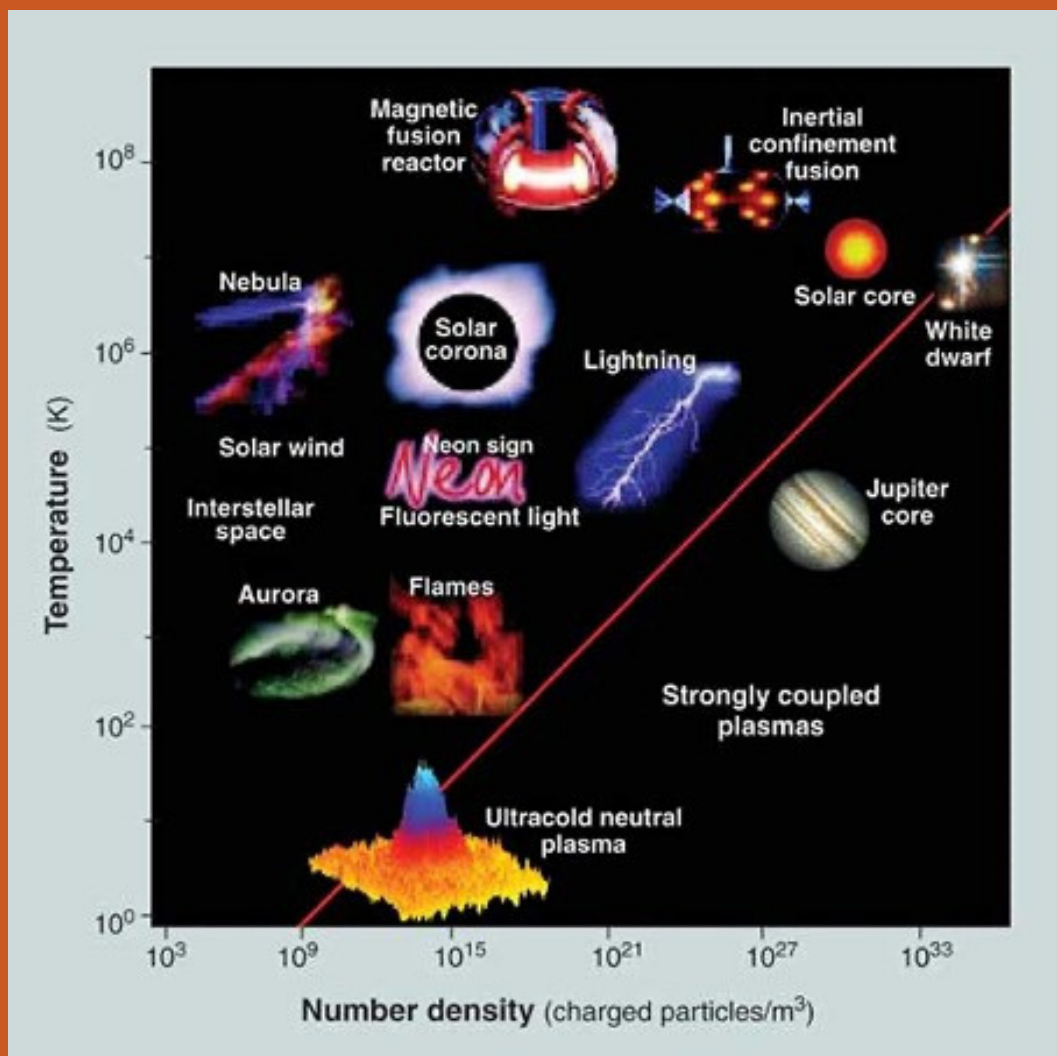 Magnetic
fusion
reactor
Inertial
confinement
fusion
10⁸
Nebula
Solar
corona
Solar core
White
dwarf
10⁶
Lightning
Neon sign
Neon
Solar wind
Fluorescent light
Interstellar
space
Jupiter
core
10⁴
Aurora
Flames
Strongly coupled
plasmas
10²
Ultracold neutral
plasma
10⁰
Temperature (K)
10³ 10⁹ 10¹⁵ 10²¹ 10²⁷ 10³³
Number density (charged particles/m³)